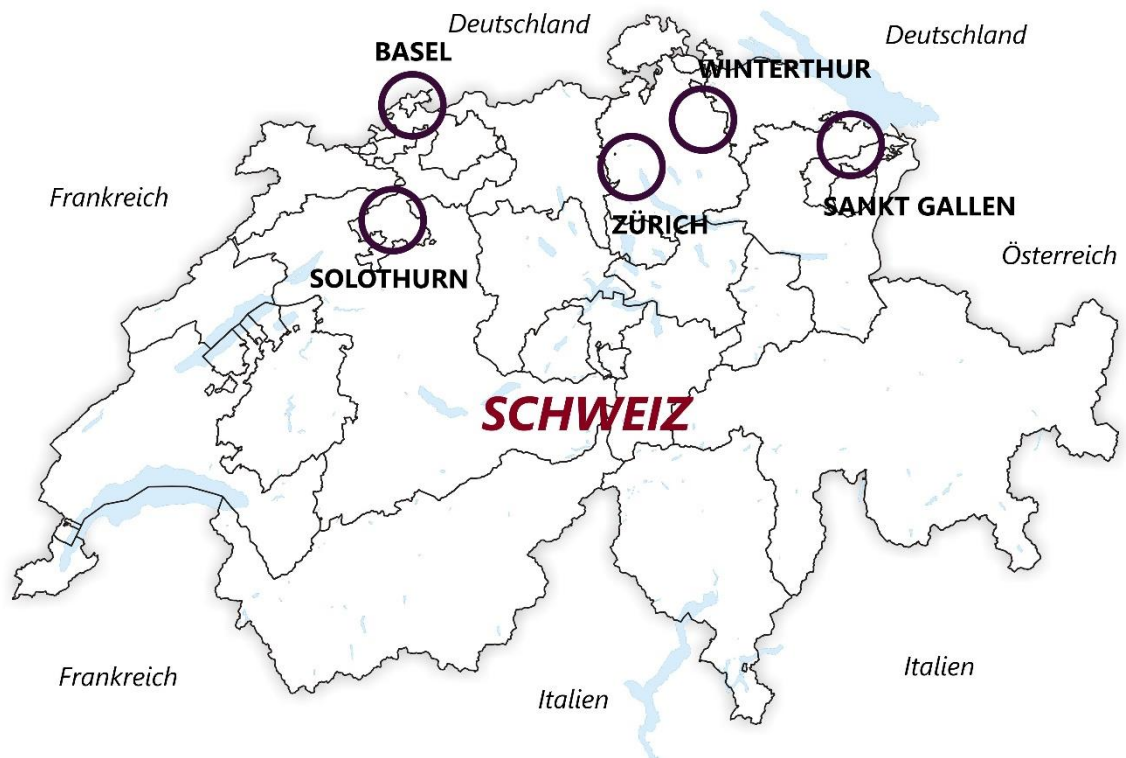 Deutschland
Deutschland
BASEL
WINTERTHUR
Frankreich
SANKT GALLEN
ZÜRICH
Österreich
SOLOTHURN
SCHWEIZ
Italien
Frankreich
Italien